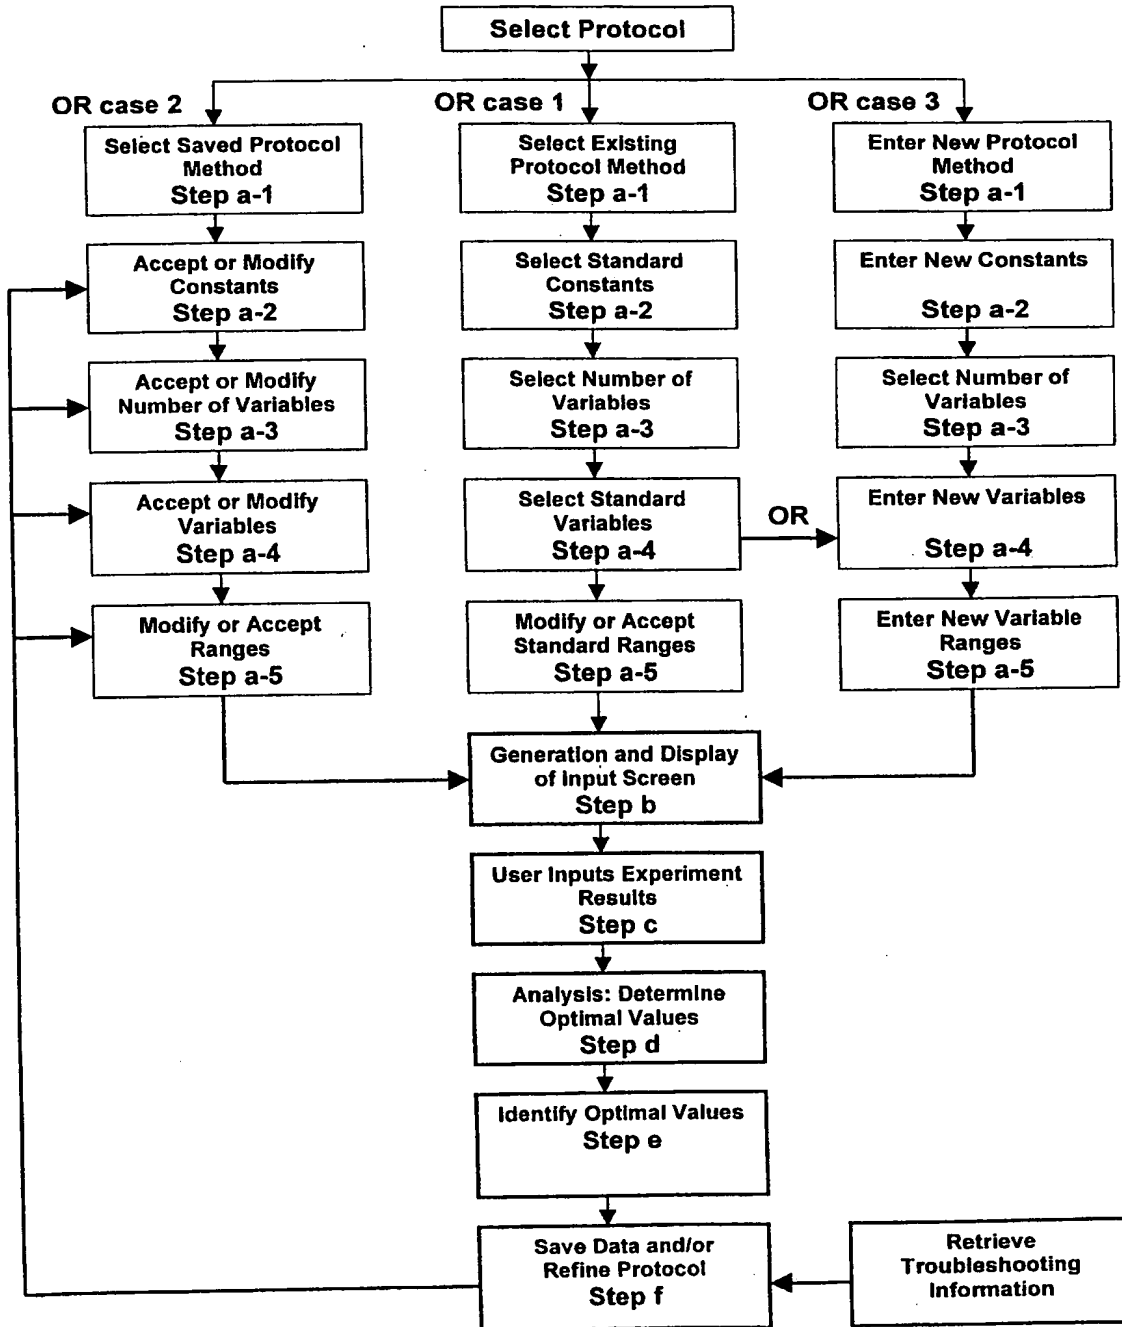 Select Protocol
OR case 2
OR case 1
OR case 3
Select Saved Protocol
Method
Step a-1
Select Existing
Protocol Method
Step a-1
Enter New Protocol
Method
Step a-1
Accept or Modify
Constants
Step a-2
Select Standard
Constants
Step a-2
Enter New Constants
Step a-2
Accept or Modify
Number of Variables
Step a-3
Select Number of
Variables
Step a-3
Select Number of
Variables
Step a-3
Accept or Modify
Variables
Step a-4
Select Standard
Variables
Step a-4
OR
Enter New Variables
Step a-4
Modify or Accept
Ranges
Step a-5
Modify or Accept
Standard Ranges
Step a-5
Enter New Variable
Ranges
Step a-5
Generation and Display
of Input Screen
Step b
User Inputs Experiment
Results
Step c
Analysis: Determine
Optimal Values
Step d
Identify Optimal Values
Step e
Save Data and/or
Refine Protocol
Step f
Retrieve
Troubleshooting
Information